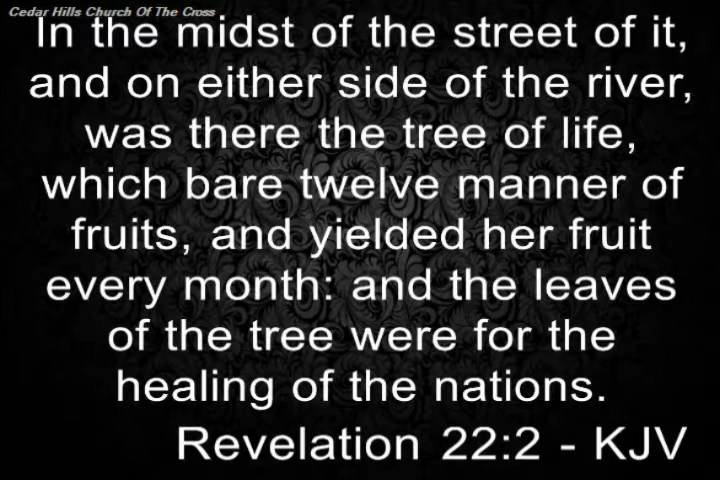 Cedar Hills Church Of The Cross
In the midst of the street of it,
and on either side of the river,
was there the tree of life,
which bare twelve manner of
fruits, and yielded her fruit
every month: and the leaves
of the tree were for the
healing of the nations.
Revelation 22:2 - KJV